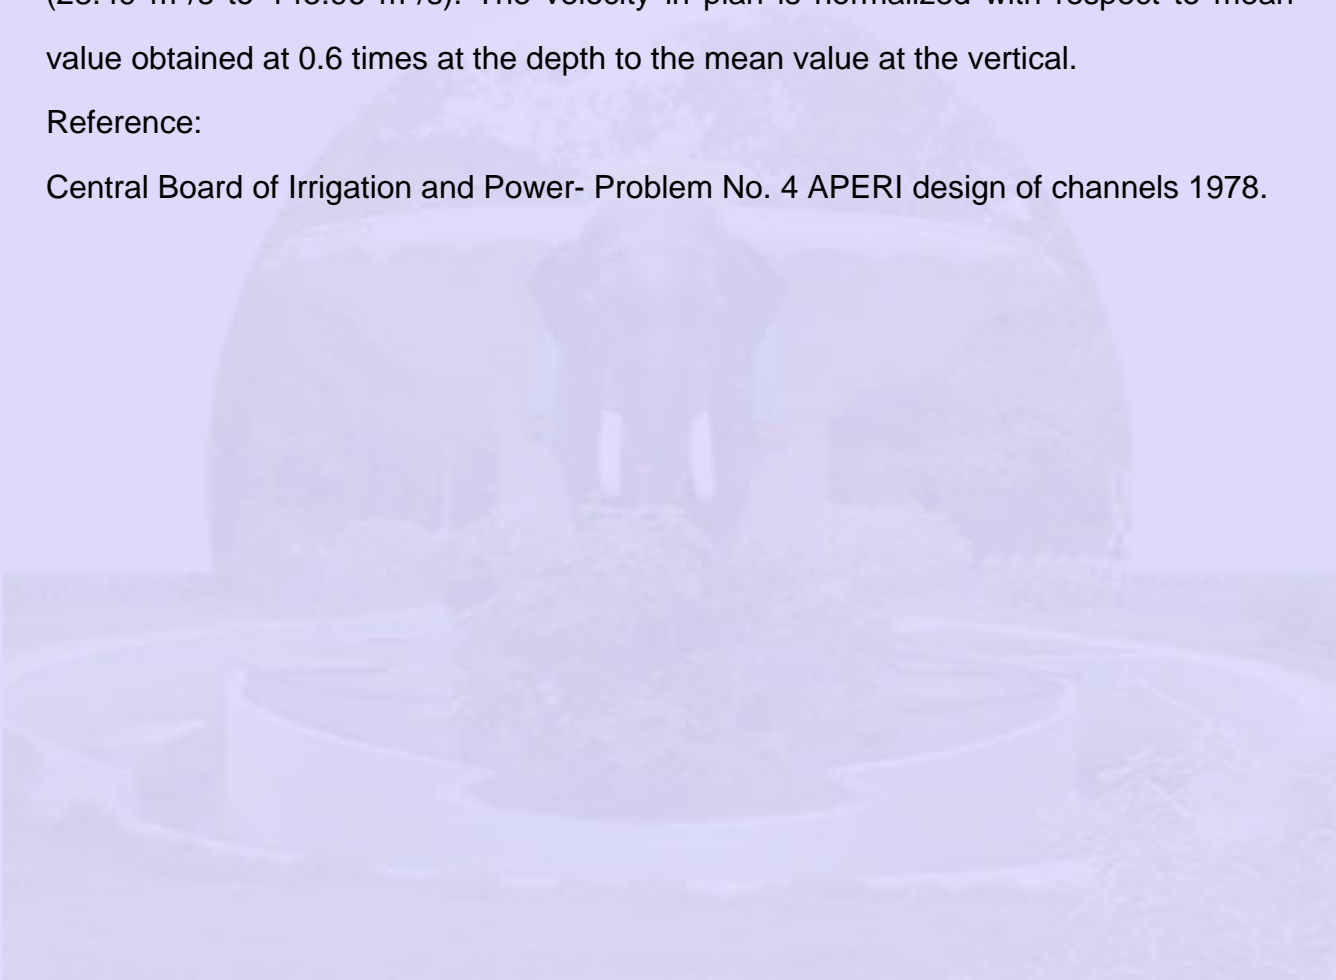 value obtained at 0.6 times at the depth to the mean value at the vertical.
Reference:
Central Board of Irrigation and Power- Problem No. 4 APERI design of channels 1978.